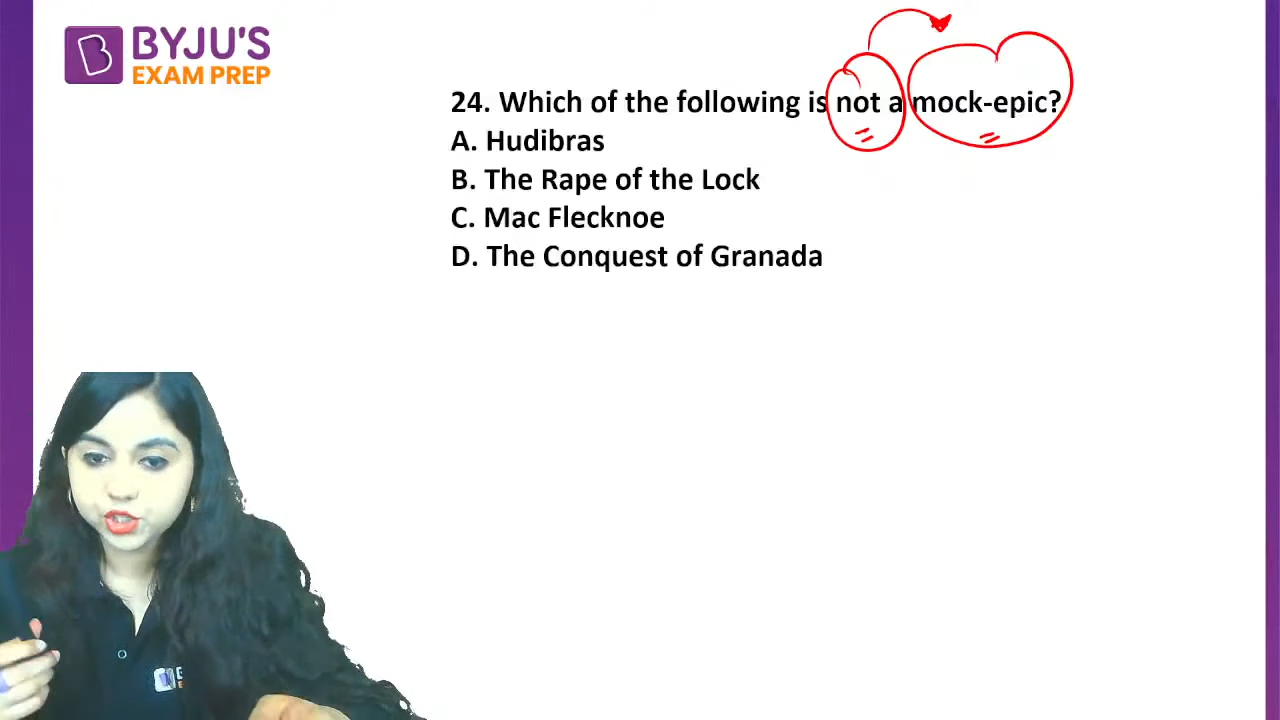 BYJU'S
EXAM PREP
24. Which of the following is not a mock-epic?
A. Hudibras
B. The Rape of the Lock
C. Mac Flecknoe
D. The Conquest of Granada